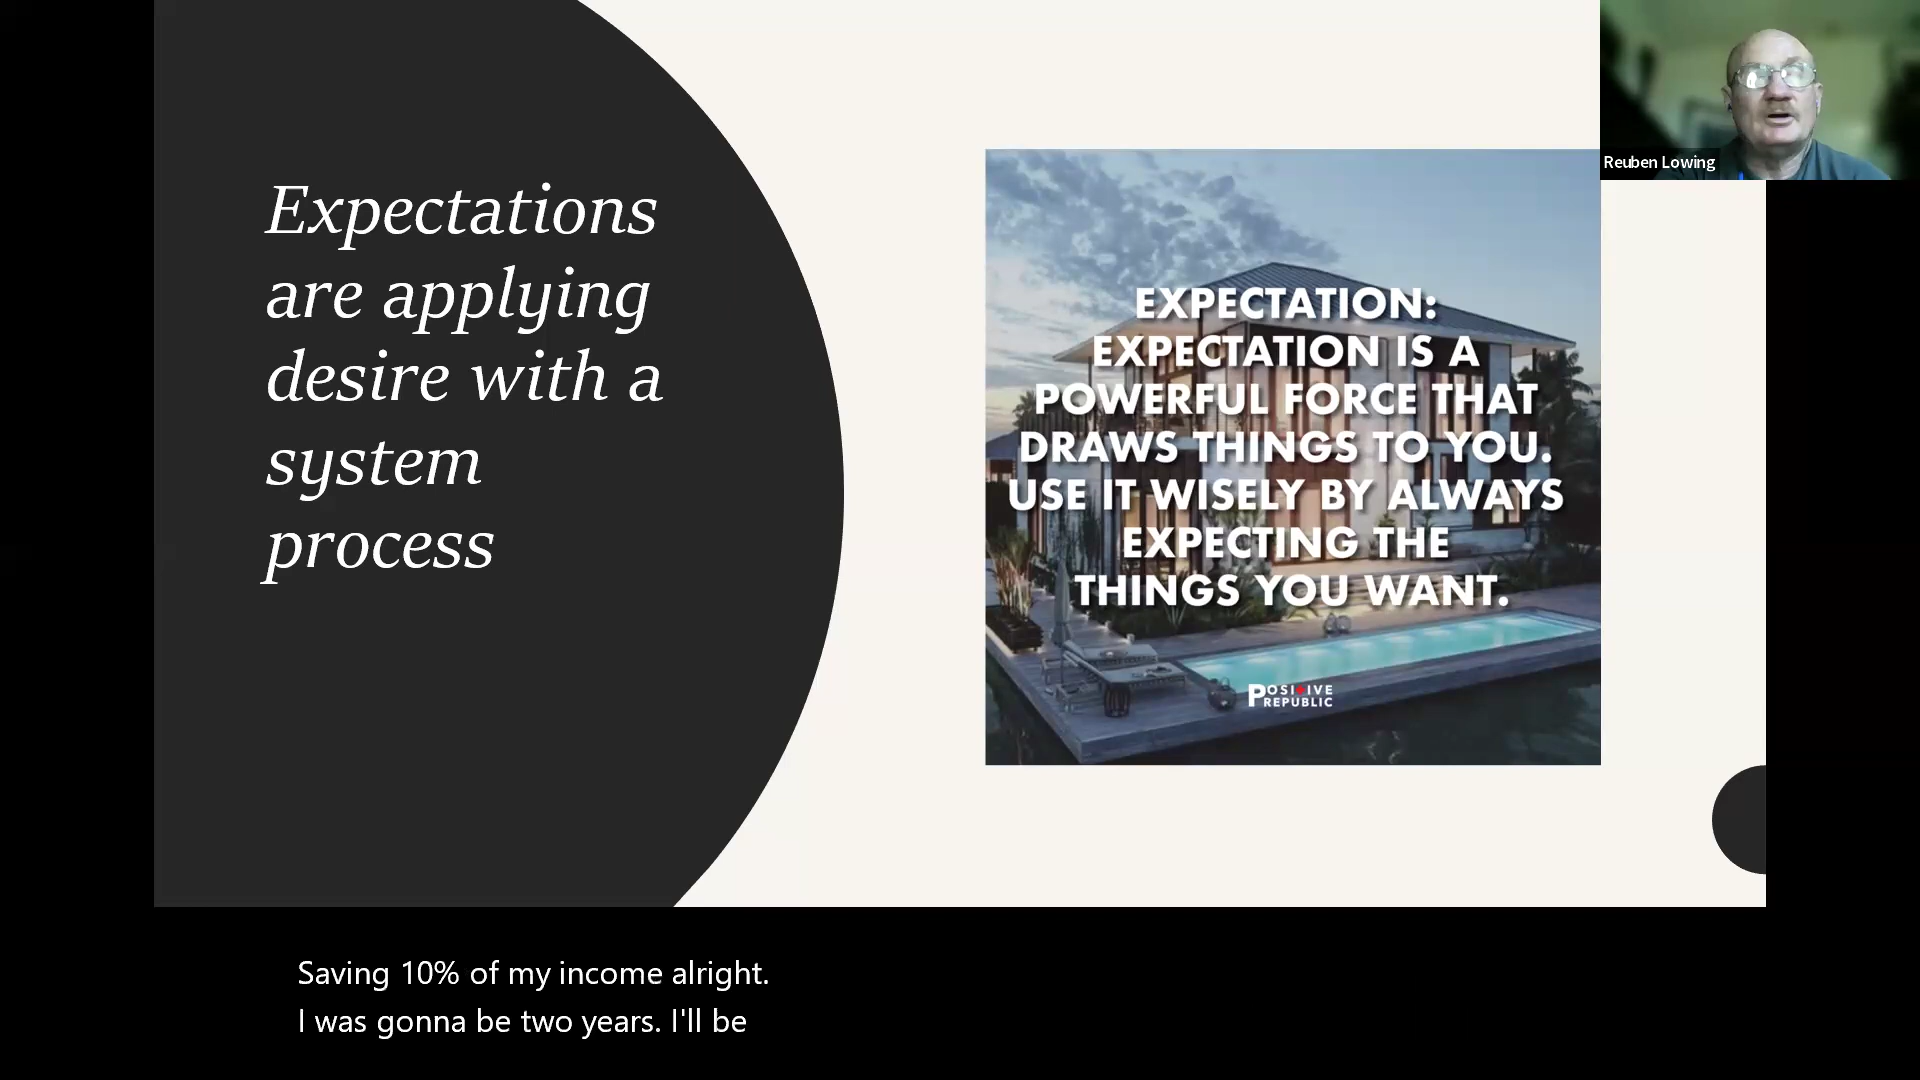 Expectations
are applying
desire with a
system
process
EXPECTATION:
EXPECTATION IS A
POWERFUL FORCE THAT
DRAWS THINGS TO YOU.
USE IT WISELY BY ALWAYS
EXPECTING THE
THINGS YOU WANT.
POSITIVE
REPUBLIC
Reuben Lowing
Saving 10% of my income alright.
I was gonna be two years. I'll be